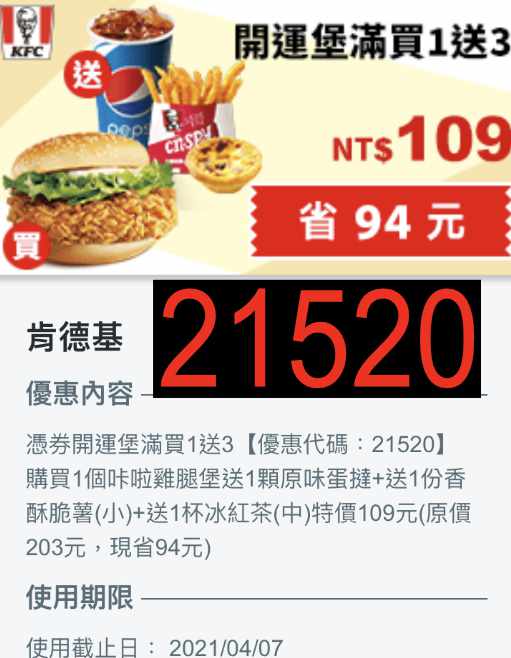 KFC
開運堡滿買1送3
送
pepsi
crispy
NT$109
省 94 元
買
肯德基
21520
優惠內容
憑券開運堡滿買1送3【優惠代碼：21520】
購買1個咔啦雞腿堡送1顆原味蛋撻+送1份香
酥脆薯(小)+送1杯冰紅茶(中)特價109元(原價
203元，現省94元)
使用期限
使用截止日： 2021/04/07